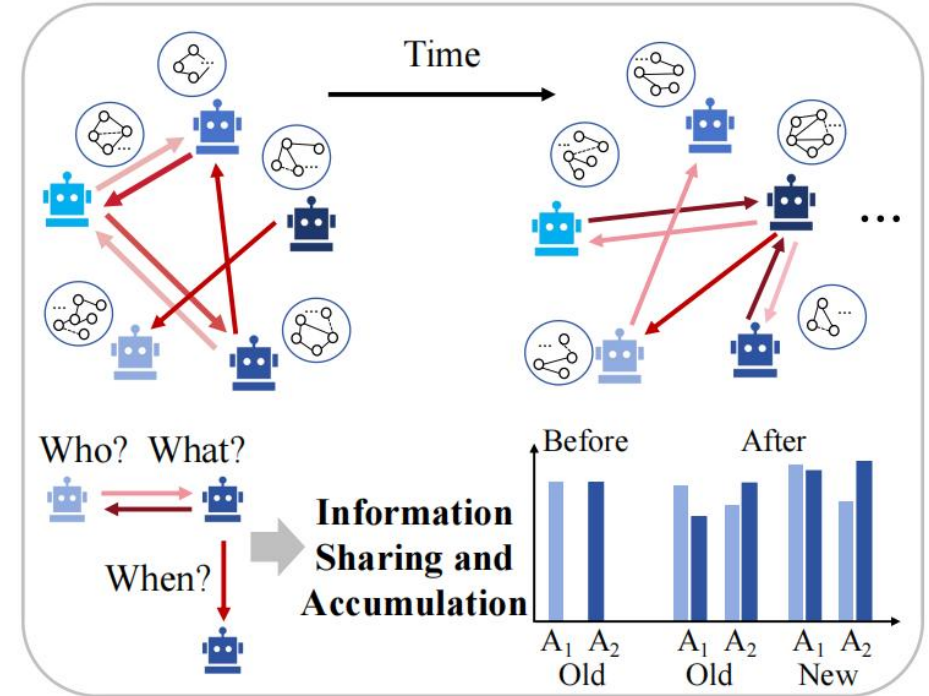 Time
...
Who? What?
When?
Information
Sharing and
Accumulation
Before After
A₁ A₂ A₁ A₂ A₁ A₂
Old Old New